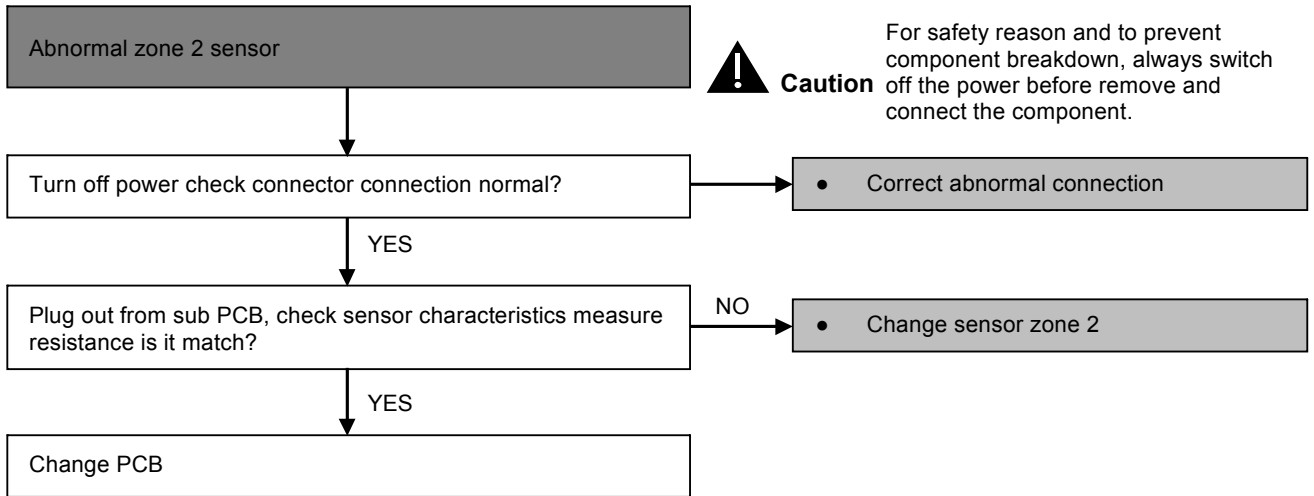 Abnormal zone 2 sensor
Caution
For safety reason and to prevent
component breakdown, always switch
off the power before remove and
connect the component.
Turn off power check connector connection normal?
● Correct abnormal connection
YES
Plug out from sub PCB, check sensor characteristics measure
resistance is it match?
NO
● Change sensor zone 2
YES
Change PCB